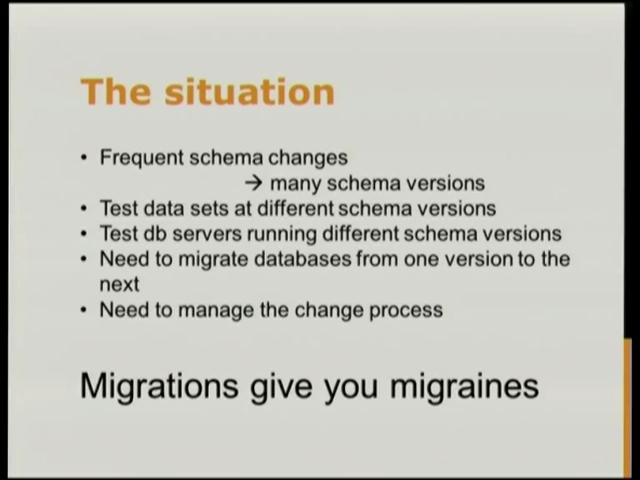 The situation
• Frequent schema changes
→ many schema versions
• Test data sets at different schema versions
• Test db servers running different schema versions
• Need to migrate databases from one version to the
next
• Need to manage the change process
Migrations give you migraines